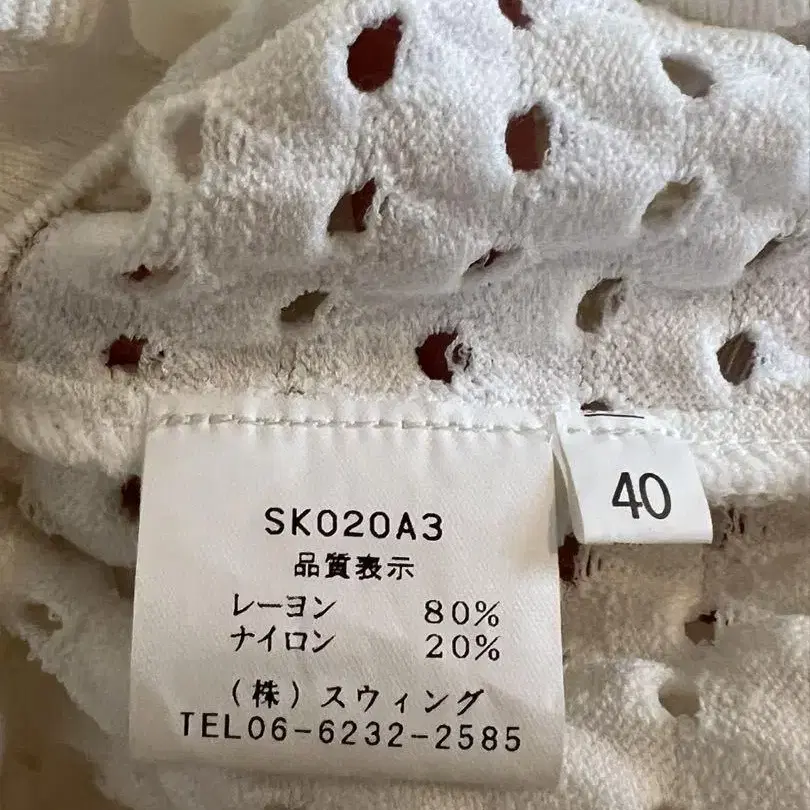 SK020A3
品質表示
レーヨン 80%
ナイロン 20%
(株)スウィング
TEL06-6232-2585
40